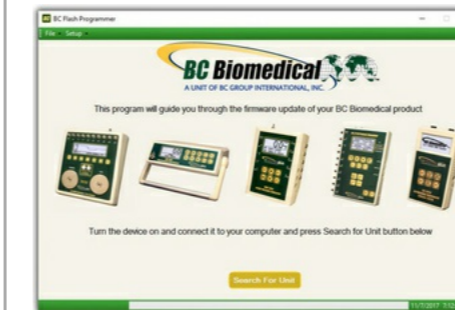 BC Flash Programmer
File Setup
BC Biomedical
A UNIT OF BC GROUP INTERNATIONAL, INC.
This program will guide you through the firmware update of your BC Biomedical product
Turn the device on and connect it to your computer and press Search for Unit button below
Search For Unit
11/7/2017